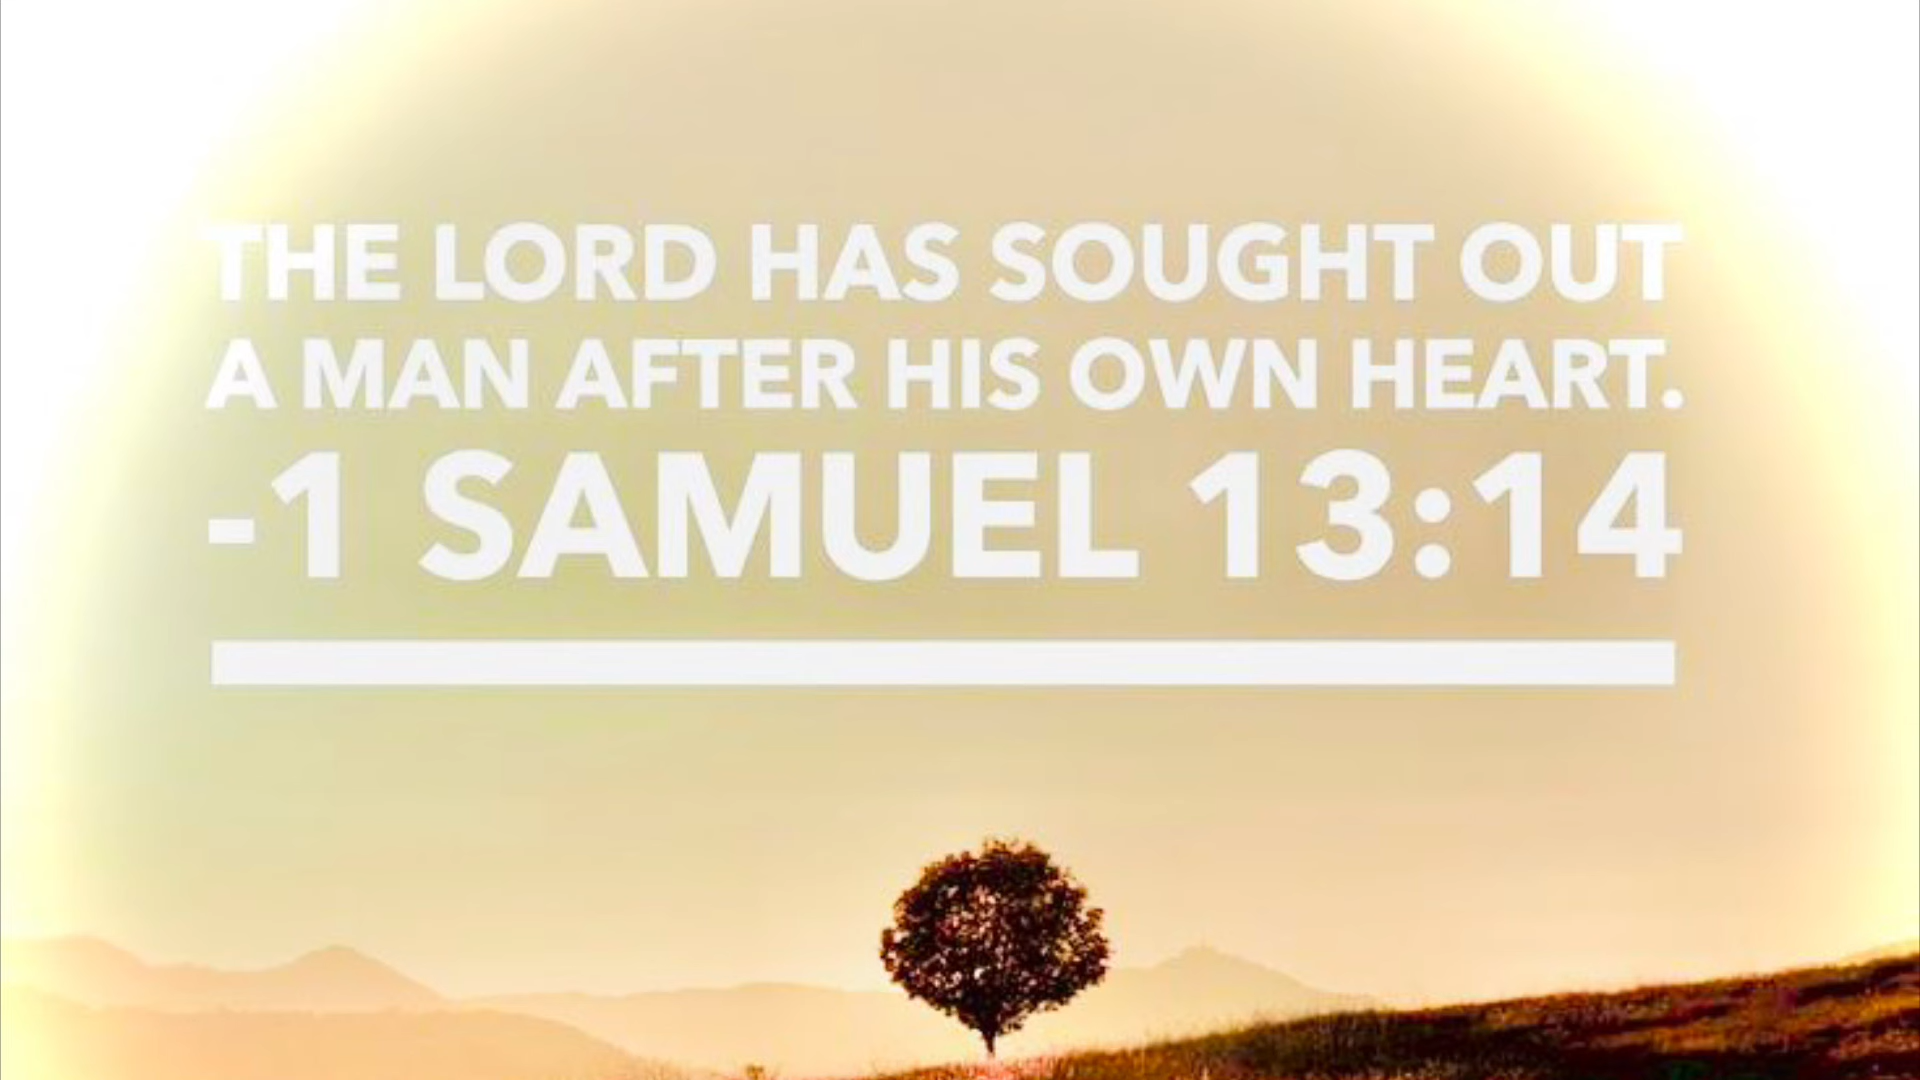 THE LORD HAS SOUGHT OUT
A MAN AFTER HIS OWN HEART.
-1 SAMUEL 13:14